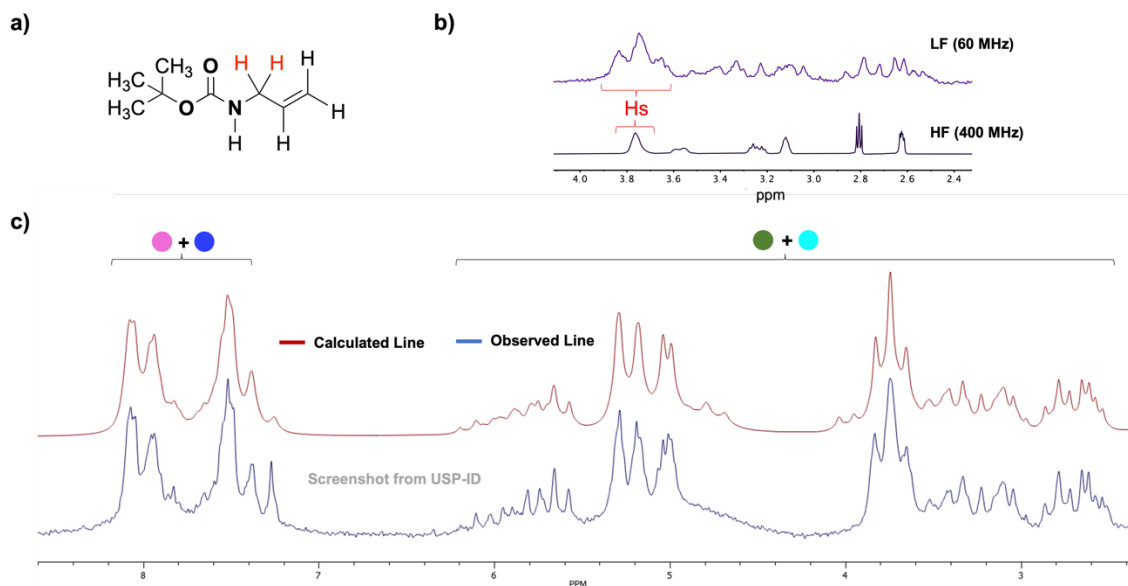 a)
CH₃
H₃C
H₃C
O
O
N
H
H H
H
H
H
b)
LF (60 MHz)
Hs
HF (400 MHz)
4.0 3.8 3.6 3.4 3.2 3.0 2.8 2.6 2.4
ppm
c)
+
+
Calculated Line
Observed Line
Screenshot from USP-ID
8 7 6 5 4 3
PPM